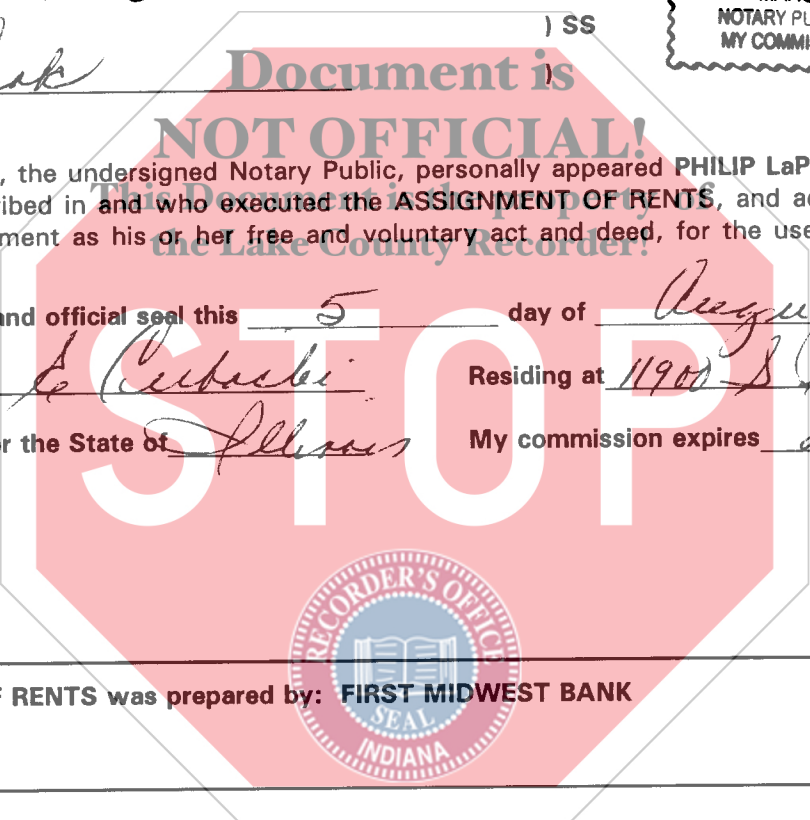 ) SS
NOTARY PU
MY COMMI
)
Document is
NOT OFFICIAL!
, the undersigned Notary Public, personally appeared PHILIP LaP
This Document is the property of
ibed in and who executed the ASSIGNMENT OF RENTS, and a
ment as his or her free and voluntary act and deed, for the use
the Lake County Recorder!
and official seal this 5 day of Augu
STOP
E Residing at 11900 S
r the State of Illinois My commission expires
RECORDER'S OFFICE
SEAL
INDIANA
F RENTS was prepared by: FIRST MIDWEST BANK